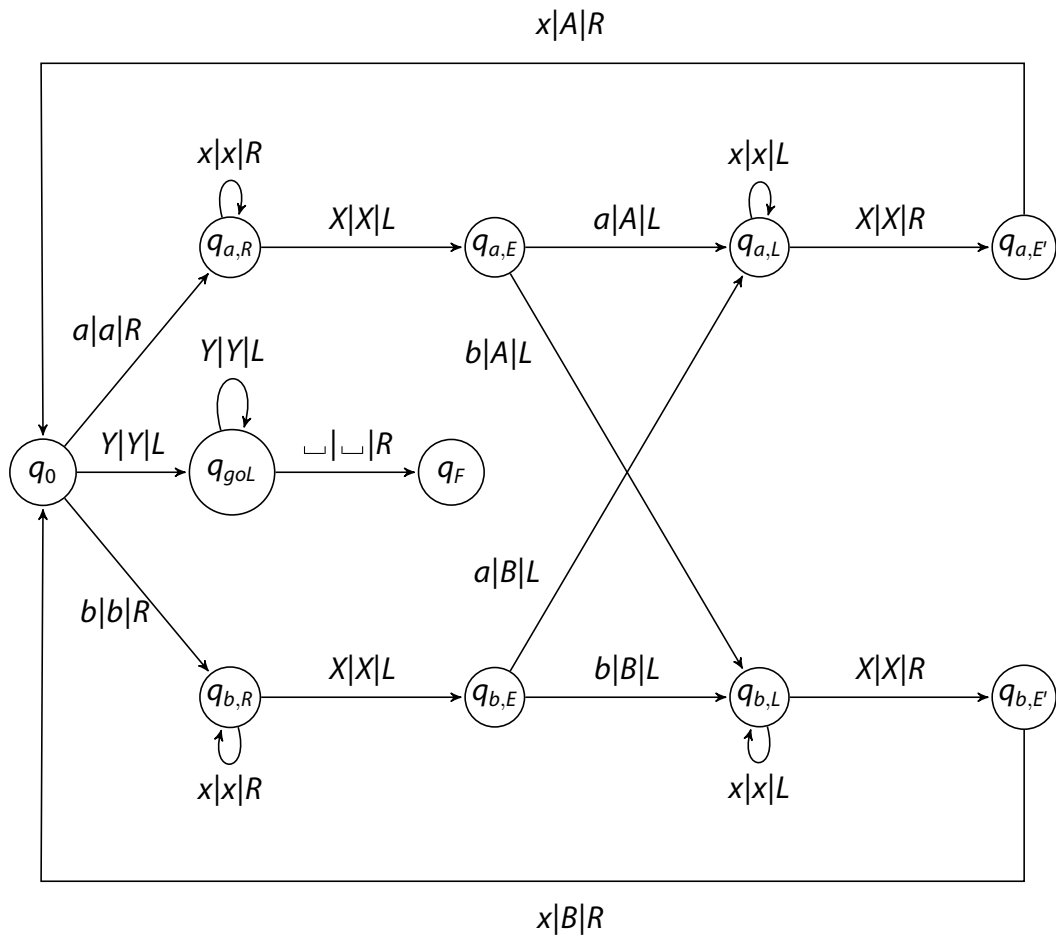 x|A|R
x|x|R
x|x|L
X|X|L
a|A|L
X|X|R
q_{a,R}
q_{a,E}
q_{a,L}
q_{a,E'}
a|a|R
Y|Y|L
b|A|L
Y|Y|L
␣|␣|R
q_0
q_{goL}
q_F
a|B|L
b|b|R
X|X|L
b|B|L
X|X|R
q_{b,R}
q_{b,E}
q_{b,L}
q_{b,E'}
x|x|R
x|x|L
x|B|R